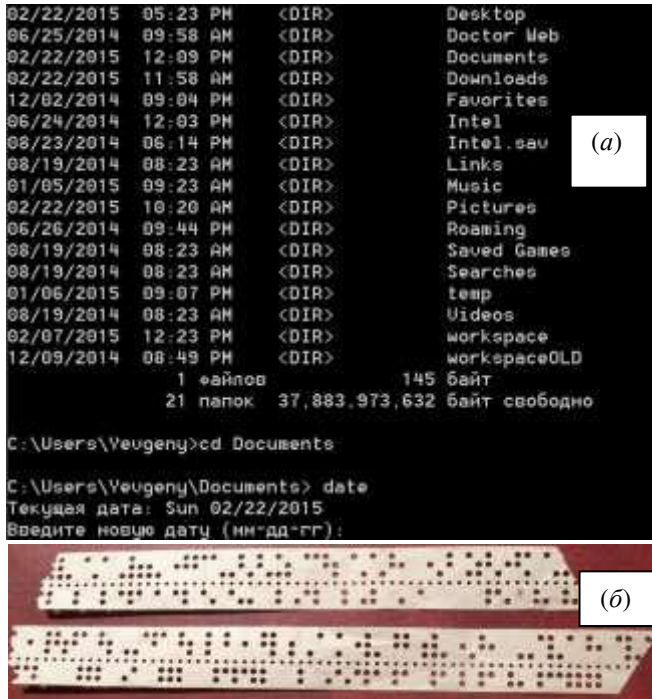 02/22/2015 05:23 PM <DIR> Desktop
06/25/2014 09:58 AM <DIR> Doctor Web
02/22/2015 12:09 PM <DIR> Documents
02/22/2015 11:58 AM <DIR> Downloads
12/02/2014 09:04 PM <DIR> Favorites
06/24/2014 12:03 PM <DIR> Intel
08/23/2014 06:14 PM <DIR> Intel.sav
08/19/2014 08:23 AM <DIR> Links
01/05/2015 09:23 AM <DIR> Music
02/22/2015 10:20 AM <DIR> Pictures
06/26/2014 09:44 PM <DIR> Roaming
08/19/2014 08:23 AM <DIR> Saved Games
08/19/2014 08:23 AM <DIR> Searches
01/06/2015 09:07 PM <DIR> temp
08/19/2014 08:23 AM <DIR> Videos
02/07/2015 12:23 PM <DIR> workspace
12/09/2014 08:49 PM <DIR> workspaceOLD
1 файлов 145 байт
21 папок 37,883,973,632 байт свободно
C:\Users\Yevgeny>cd Documents
C:\Users\Yevgeny\Documents> date
Текущая дата: Sun 02/22/2015
Введите новую дату (мм-дд-гг):
(а)
(б)